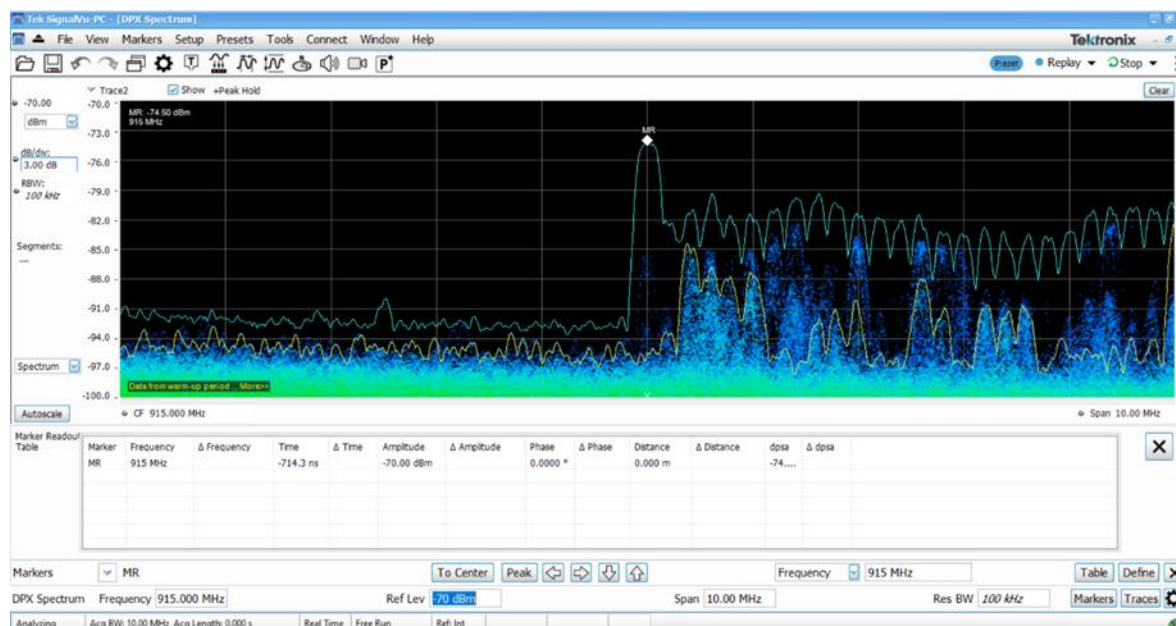 Tek SignalVu-PC - [DPX Spectrum]
File View Markers Setup Presets Tools Connect Window Help
Tektronix
Preset Replay Stop
Trace2 Show +Peak Hold Clear
-70.00
dBm
dB/div:
3.00 dB
RBW:
100 kHz
Segments:
---
Spectrum
Autoscale
-70.0
-73.0
-76.0
-79.0
-82.0
-85.0
-88.0
-91.0
-94.0
-97.0
-100.0
MR: -74.50 dBm
915 MHz
MR
Data from warm-up period... More>>
CF 915.000 MHz Span 10.00 MHz
Marker Readout
Table
Marker Frequency Δ Frequency Time Δ Time Amplitude Δ Amplitude Phase Δ Phase Distance Δ Distance dpsa Δ dpsa
MR 915 MHz -714.3 ns -70.00 dBm 0.0000 ° 0.000 m -74....
Markers MR To Center Peak Frequency 915 MHz Table Define
DPX Spectrum Frequency 915.000 MHz Ref Lev -70 dBm Span 10.00 MHz Res BW 100 kHz Markers Traces
Analyzing Acq BW: 10.00 MHz, Acq Length: 0.000 s Real Time Free Run Ref: Int